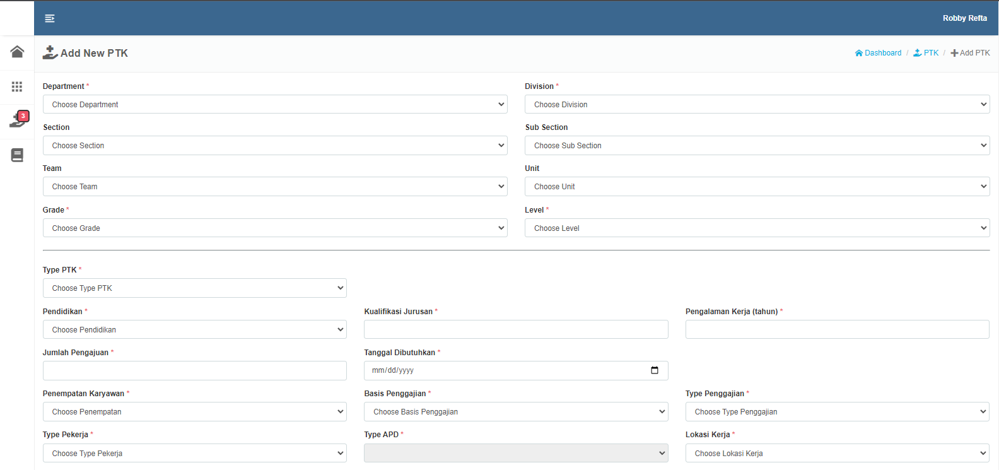 Robby Refta
Add New PTK
Dashboard / PTK / Add PTK
3
Department * Division *
Choose Department Choose Division
Section Sub Section
Choose Section Choose Sub Section
Team Unit
Choose Team Choose Unit
Grade * Level *
Choose Grade Choose Level
Type PTK *
Choose Type PTK
Pendidikan * Kualifikasi Jurusan * Pengalaman Kerja (tahun) *
Choose Pendidikan
Jumlah Pengajuan * Tanggal Dibutuhkan *
mm/dd/yyyy
Penempatan Karyawan * Basis Penggajian * Type Penggajian *
Choose Penempatan Choose Basis Penggajian Choose Type Penggajian
Type Pekerja * Type APD * Lokasi Kerja *
Choose Type Pekerja Choose Lokasi Kerja